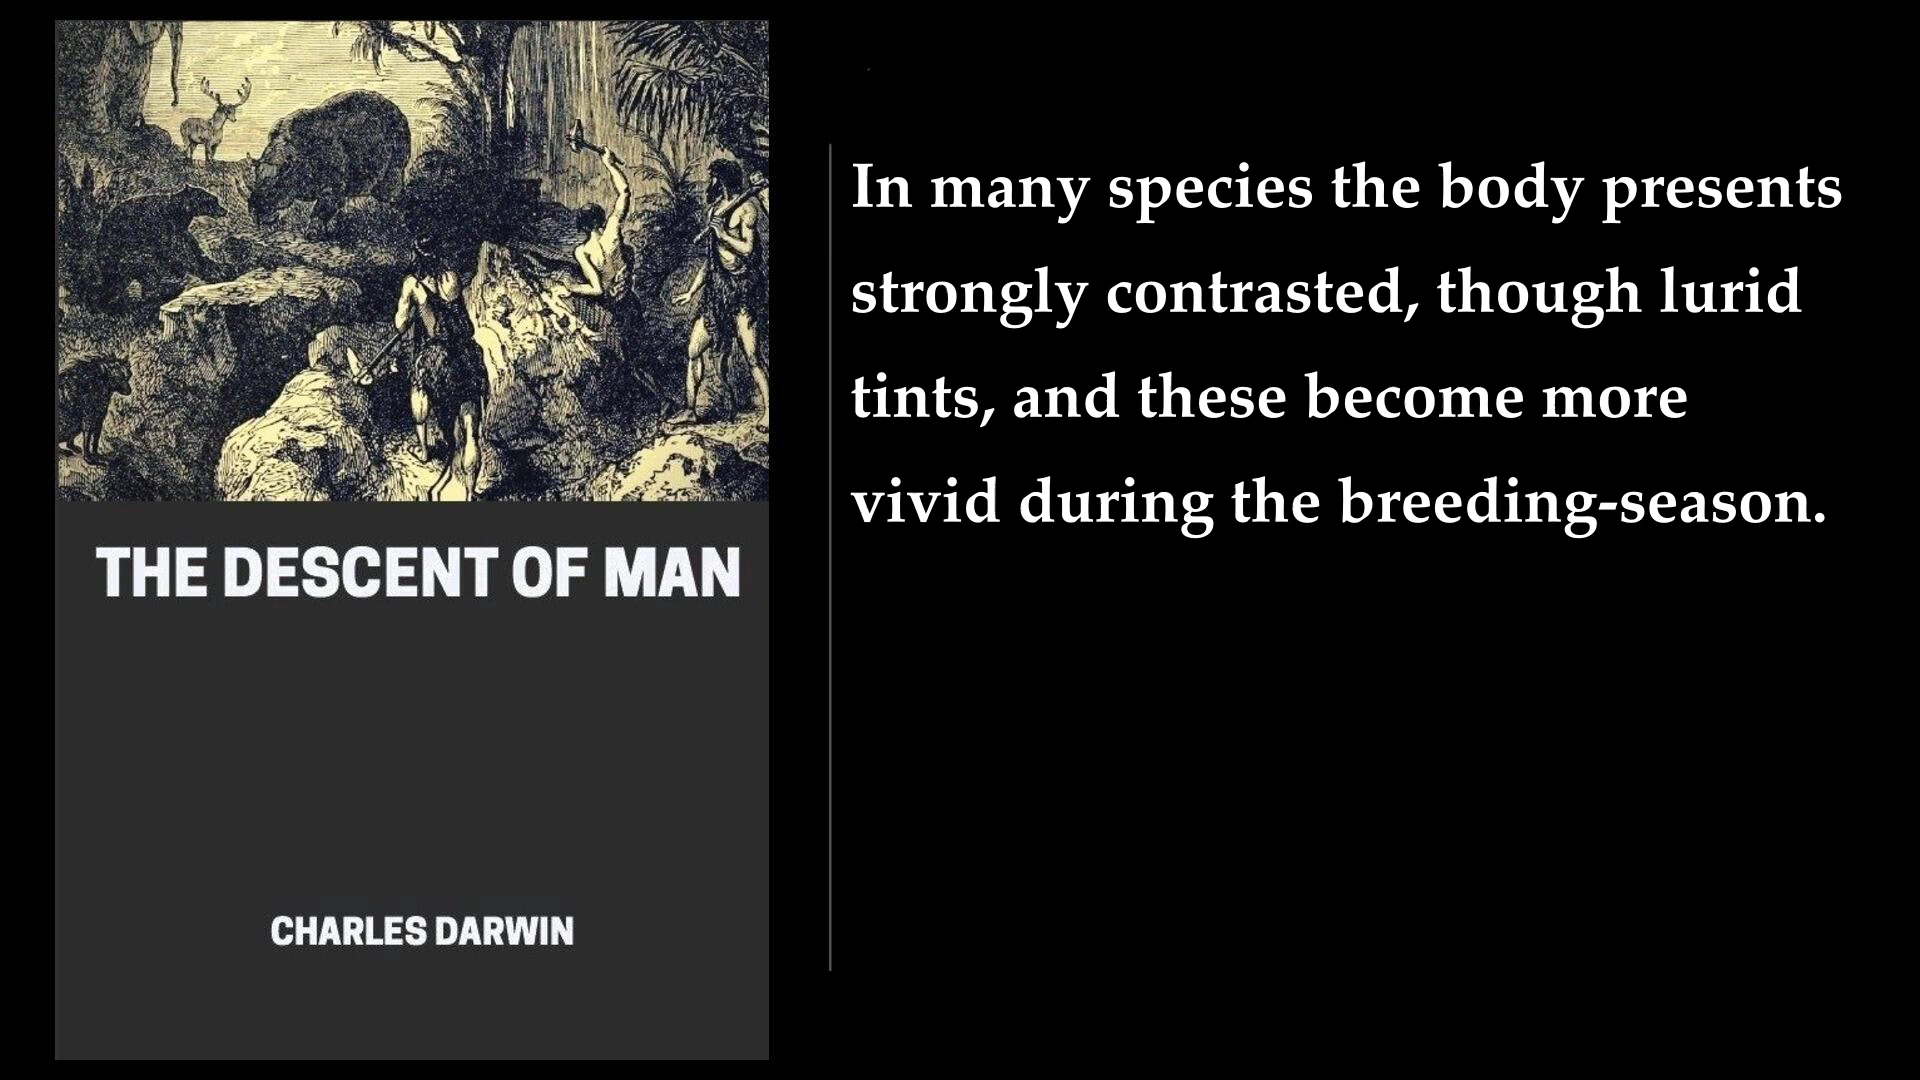 THE DESCENT OF MAN
CHARLES DARWIN
In many species the body presents
strongly contrasted, though lurid
tints, and these become more
vivid during the breeding-season.